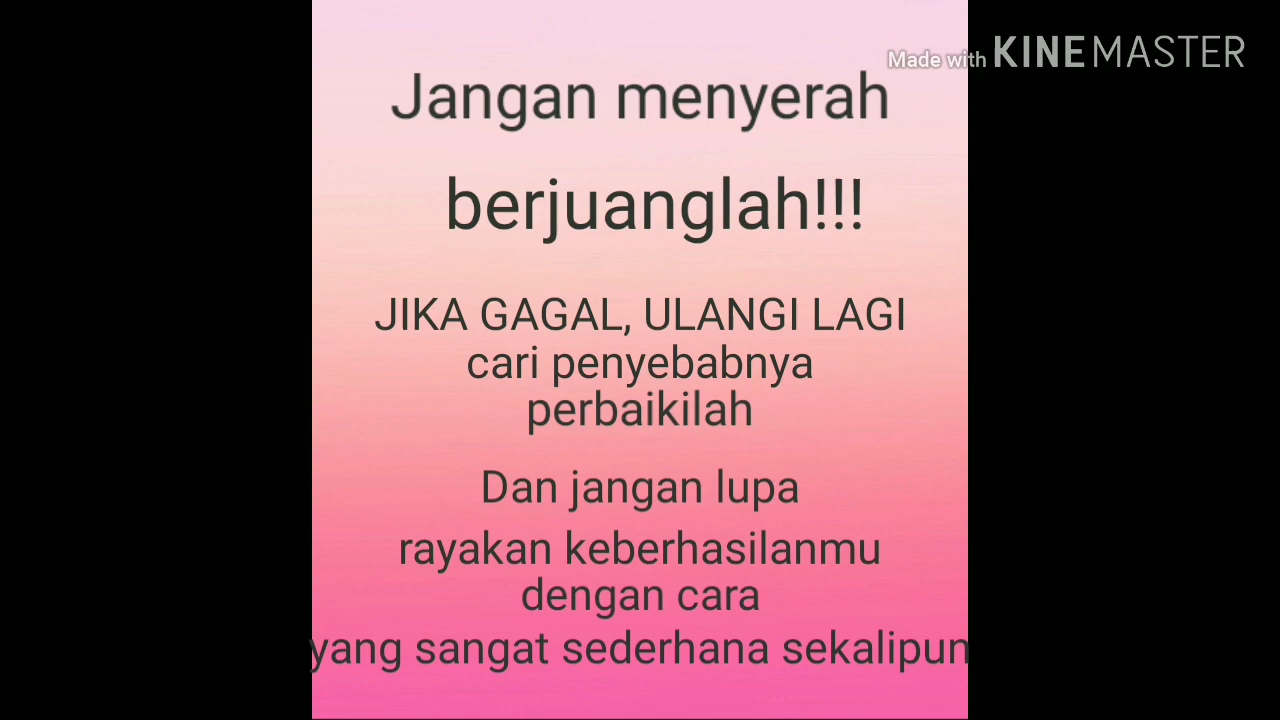 Made with KINEMASTER
Jangan menyerah
berjuanglah!!!
JIKA GAGAL, ULANGI LAGI
cari penyebabnya
perbaikilah
Dan jangan lupa
rayakan keberhasilanmu
dengan cara
yang sangat sederhana sekalipun